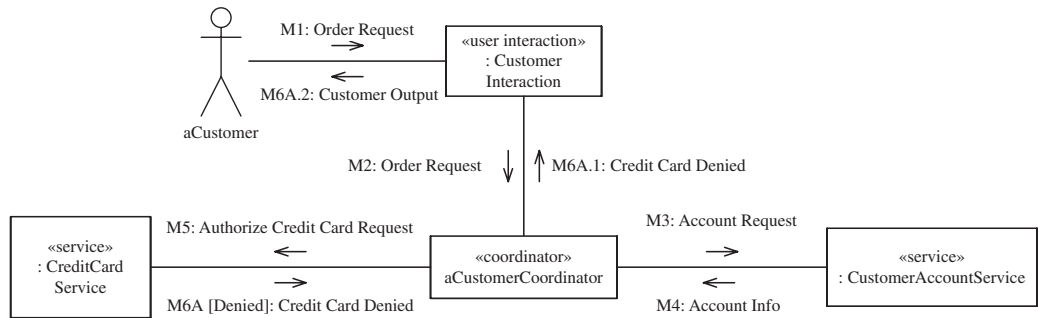 M1: Order Request
«user interaction»
: Customer
Interaction
M6A.2: Customer Output
aCustomer
M2: Order Request
M6A.1: Credit Card Denied
M5: Authorize Credit Card Request
M3: Account Request
«service»
: CreditCard
Service
«coordinator»
aCustomerCoordinator
«service»
: CustomerAccountService
M6A [Denied]: Credit Card Denied
M4: Account Info